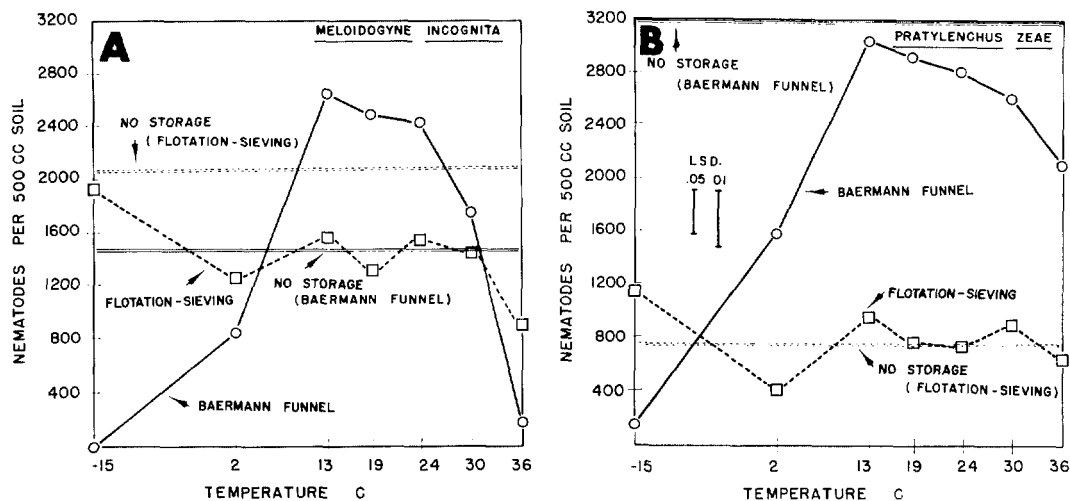 A
MELOIDOGYNE INCOGNITA
NO STORAGE
(FLOTATION-SIEVING)
FLOTATION-SIEVING
NO STORAGE
(BAERMANN FUNNEL)
BAERMANN FUNNEL
NEMATODES PER 500 CC SOIL
3200
2800
2400
2000
1600
1200
800
400
-15 2 13 19 24 30 36
TEMPERATURE C
B
PRATYLENCHUS ZEAE
NO STORAGE
(BAERMANN FUNNEL)
L.S.D.
.05 .01
BAERMANN FUNNEL
FLOTATION-SIEVING
NO STORAGE
(FLOTATION-SIEVING)
NEMATODES PER 500 CC SOIL
3200
2800
2400
2000
1600
1200
800
400
-15 2 13 19 24 30 36
TEMPERATURE C